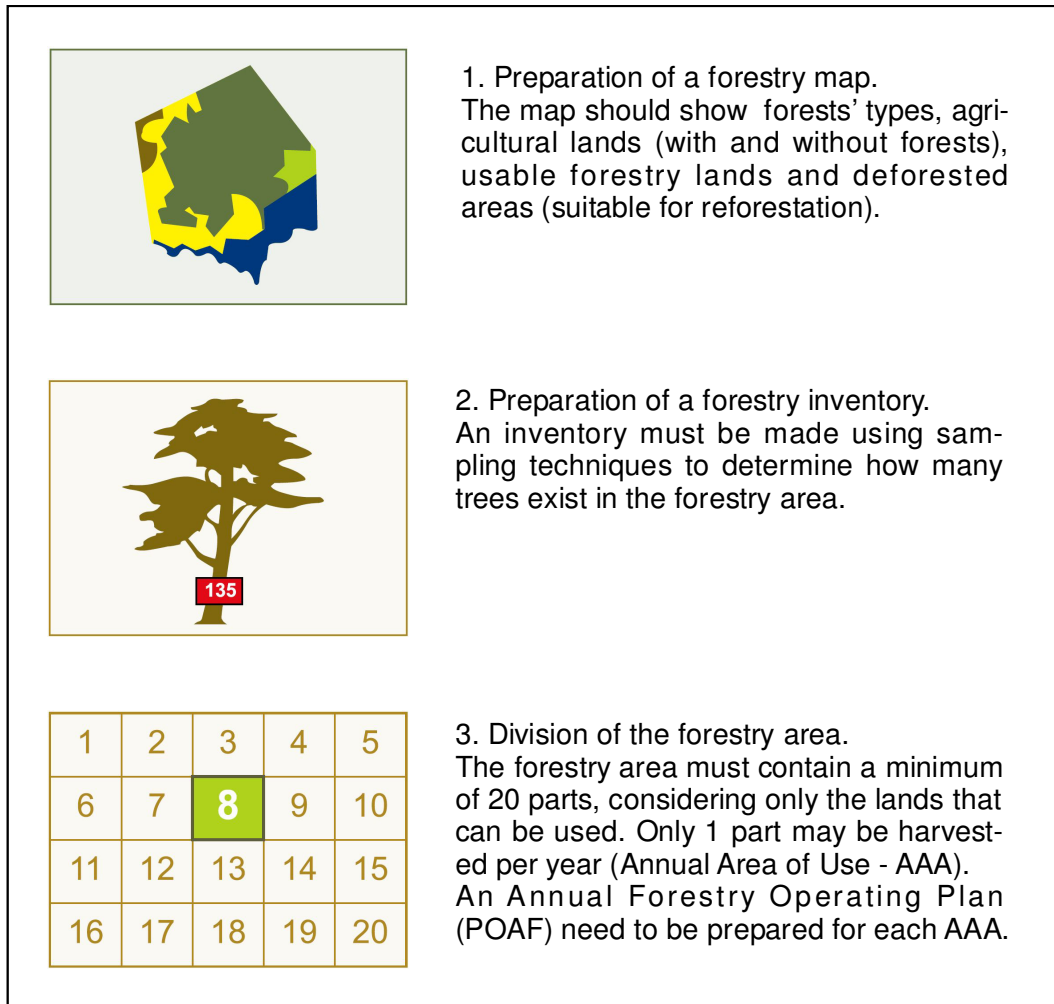 1. Preparation of a forestry map.
The map should show forests' types, agri-
cultural lands (with and without forests),
usable forestry lands and deforested
areas (suitable for reforestation).
2. Preparation of a forestry inventory.
An inventory must be made using sam-
pling techniques to determine how many
trees exist in the forestry area.
135
1 2 3 4 5
6 7 8 9 10
11 12 13 14 15
16 17 18 19 20
3. Division of the forestry area.
The forestry area must contain a minimum
of 20 parts, considering only the lands that
can be used. Only 1 part may be harvest-
ed per year (Annual Area of Use - AAA).
An Annual Forestry Operating Plan
(POAF) need to be prepared for each AAA.